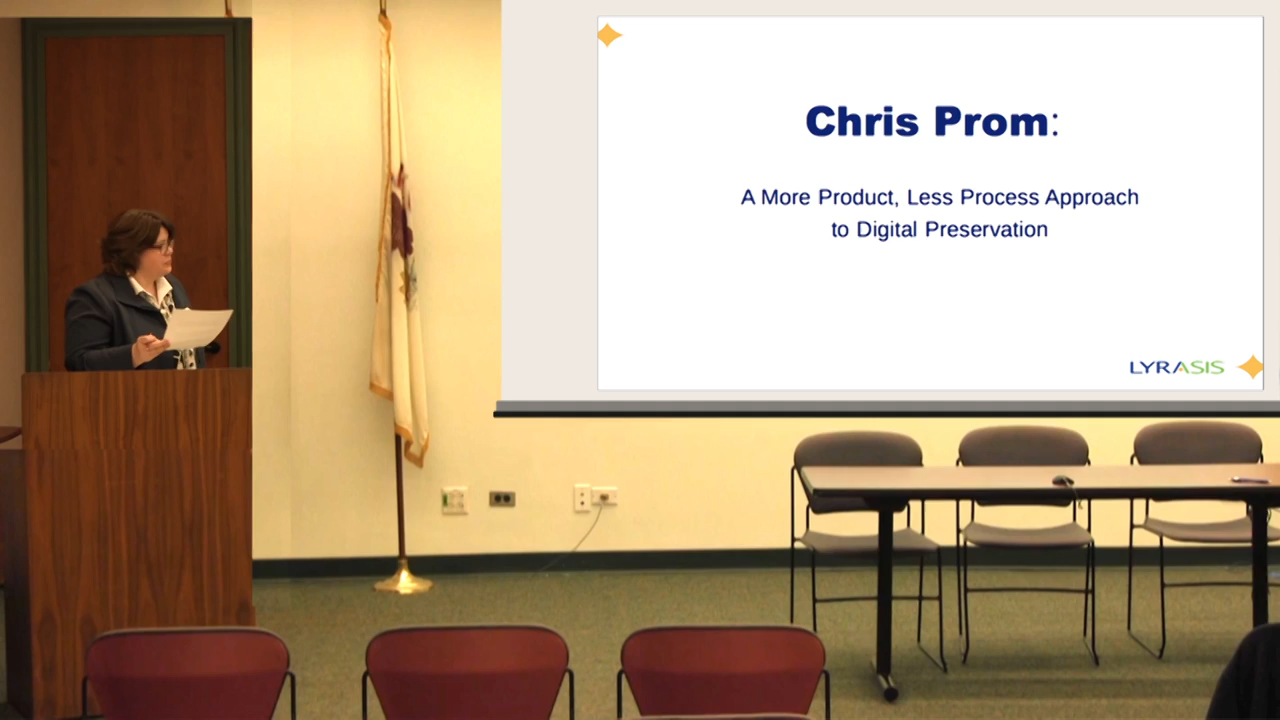 Chris Prom:
A More Product, Less Process Approach
to Digital Preservation
LYRASIS